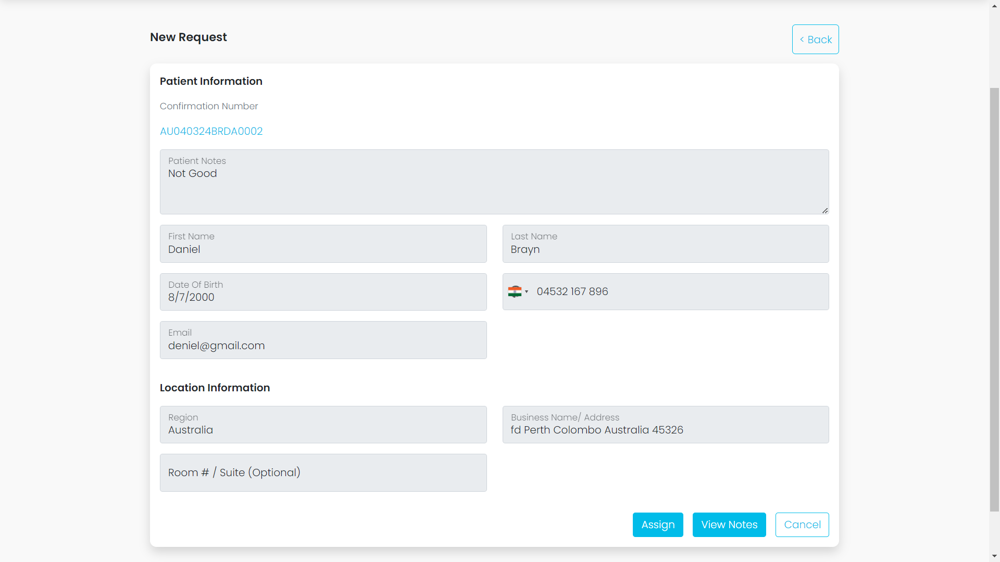 New Request
< Back
Patient Information
Confirmation Number
AU040324BRDA0002
Patient Notes
Not Good
First Name
Daniel
Last Name
Brayn
Date Of Birth
8/7/2000
04532 167 896
Email
deniel@gmail.com
Location Information
Region
Australia
Business Name/ Address
fd Perth Colombo Australia 45326
Room # / Suite (Optional)
Assign
View Notes
Cancel